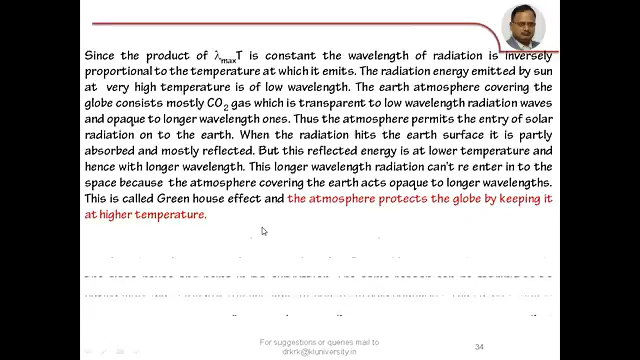 Since the product of λmaxT is constant the wavelength of radiation is inversely
proportional to the temperature at which it emits. The radiation energy emitted by sun
at very high temperature is of low wavelength. The earth atmosphere covering the
globe consists mostly CO2 gas which is transparent to low wavelength radiation waves
and opaque to longer wavelength ones. Thus the atmosphere permits the entry of solar
radiation on to the earth. When the radiation hits the earth surface it is partly
absorbed and mostly reflected. But this reflected energy is at lower temperature and
hence with longer wavelength. This longer wavelength radiation can't re enter in to the
space because the atmosphere covering the earth acts opaque to longer wavelengths.
This is called Green house effect and the atmosphere protects the globe by keeping it
at higher temperature.
For suggestions or queries mail to
drkrk@kluniversity.in
34